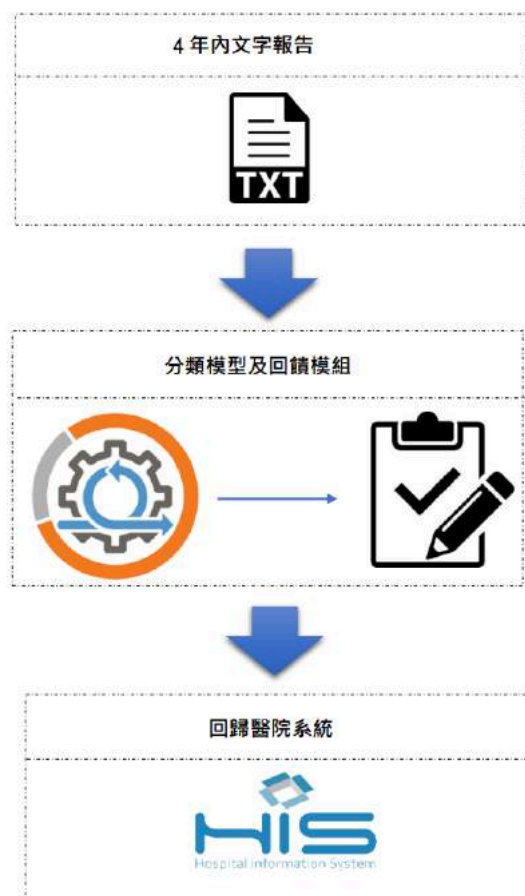 4 年內文字報告
TXT
分類模型及回饋模組
回歸醫院系統
HIS
Hospital Information System